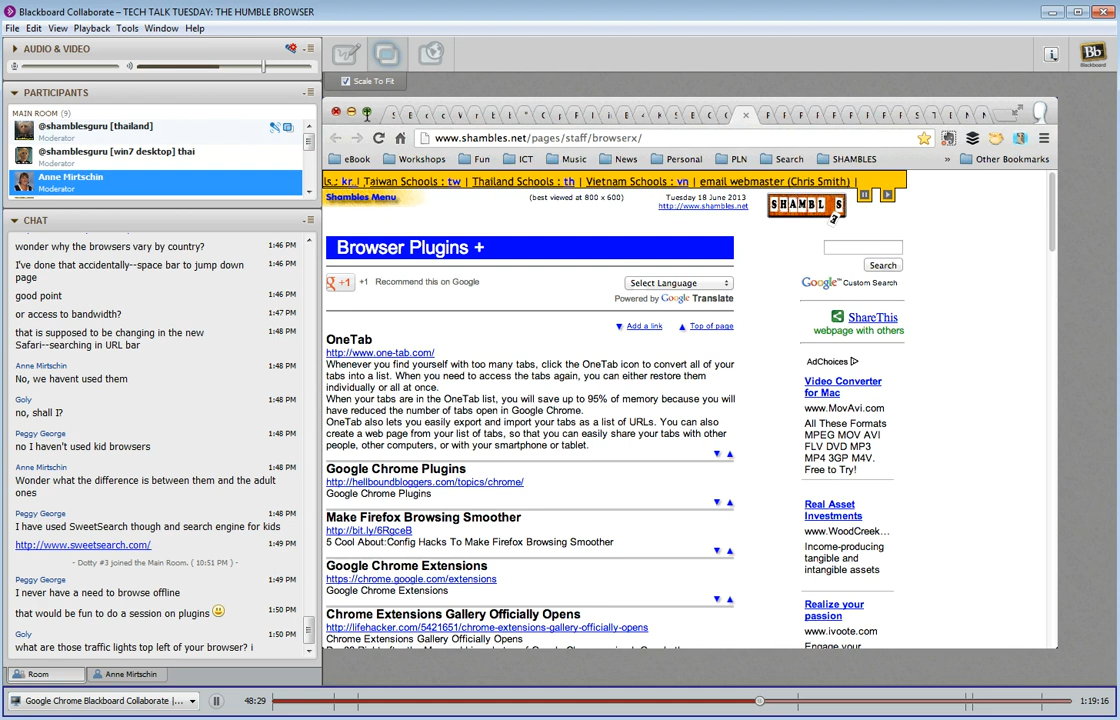 Blackboard Collaborate – TECH TALK TUESDAY: THE HUMBLE BROWSER
File Edit View Playback Tools Window Help
AUDIO & VIDEO
PARTICIPANTS
MAIN ROOM (9)
@shamblesguru [thailand]
Moderator
@shamblesguru [win7 desktop] thai
Moderator
Anne Mirtschin
Moderator
CHAT
wonder why the browsers vary by country? 1:46 PM
I've done that accidentally--space bar to jump down 1:46 PM
page
good point 1:46 PM
or access to bandwidth? 1:47 PM
that is supposed to be changing in the new 1:48 PM
Safari--searching in URL bar
Anne Mirtschin 1:48 PM
No, we havent used them
Goly 1:48 PM
no, shall I?
Peggy George 1:48 PM
no I haven't used kid browsers
Anne Mirtschin 1:48 PM
Wonder what the difference is between them and the adult
ones
Peggy George 1:49 PM
I have used SweetSearch though and search engine for kids
http://www.sweetsearch.com/ 1:49 PM
- Dotty #3 joined the Main Room. ( 10:51 PM ) -
Peggy George 1:49 PM
I never have a need to browse offline
that would be fun to do a session on plugins 1:50 PM
Goly 1:50 PM
what are those traffic lights top left of your browser? i
Room Anne Mirtschin
Google Chrome Blackboard Collaborate |... 48:29 1:19:16
Scale To Fit
Bb
Blackboard
www.shambles.net/pages/staff/browserx/
eBook Workshops Fun ICT Music News Personal PLN Search SHAMBLES » Other Bookmarks
ls.: kr | Taiwan Schools : tw | Thailand Schools : th | Vietnam Schools : vn | email webmaster (Chris Smith) |
Shambles Menu
(best viewed at 800 x 600)
Tuesday 18 June 2013
http://www.shambles.net
SHAMBL S
Browser Plugins +
g +1 +1 Recommend this on Google
Select Language
Powered by Google Translate
Search
Google™ Custom Search
Add a link Top of page
ShareThis
webpage with others
OneTab
http://www.one-tab.com/
Whenever you find yourself with too many tabs, click the OneTab icon to convert all of your
tabs into a list. When you need to access the tabs again, you can either restore them
individually or all at once.
When your tabs are in the OneTab list, you will save up to 95% of memory because you will
have reduced the number of tabs open in Google Chrome.
OneTab also lets you easily export and import your tabs as a list of URLs. You can also
create a web page from your list of tabs, so that you can easily share your tabs with other
people, other computers, or with your smartphone or tablet.
Google Chrome Plugins
http://hellboundbloggers.com/topics/chrome/
Google Chrome Plugins
Make Firefox Browsing Smoother
http://bit.ly/6RgceB
5 Cool About:Config Hacks To Make Firefox Browsing Smoother
Google Chrome Extensions
https://chrome.google.com/extensions
Google Chrome Extensions
Chrome Extensions Gallery Officially Opens
http://lifehacker.com/5421651/chrome-extensions-gallery-officially-opens
Chrome Extensions Gallery Officially Opens
AdChoices
Video Converter
for Mac
www.MovAvi.com
All These Formats
MPEG MOV AVI
FLV DVD MP3
MP4 3GP M4V.
Free to Try!
Real Asset
Investments
www.WoodCreek...
Income-producing
tangible and
intangible assets
Realize your
passion
www.ivoote.com
Engage your